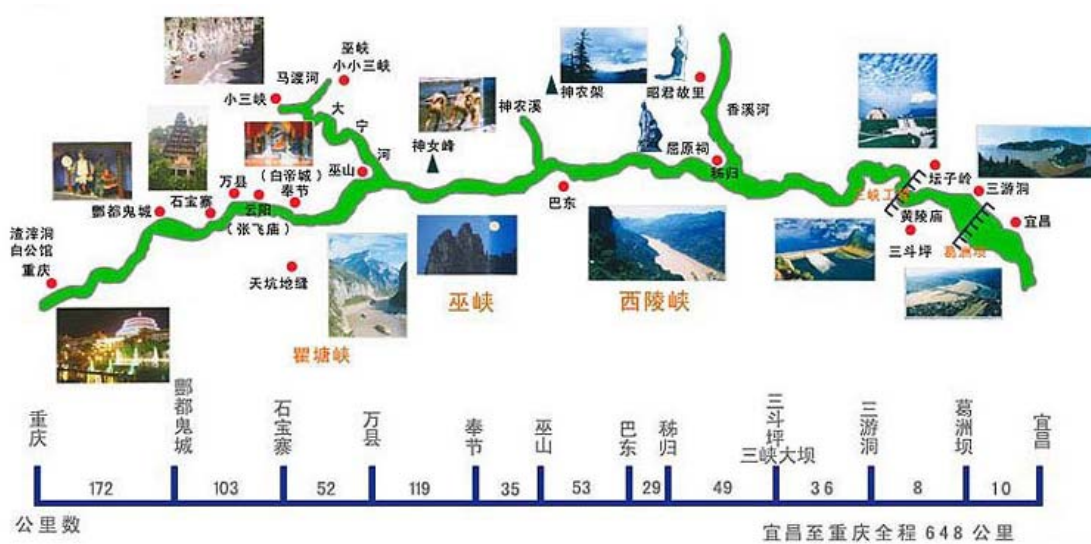 巫峡
小小三峡
马渡河
小三峡
大宁河
神农架
昭君故里
香溪河
神农溪
神女峰
屈原祠
(白帝城)
奉节
巫山
万县
石宝寨
酆都鬼城
云阳
(张飞庙)
巴东
秭归
三峡工
坛子岭
三游洞
黄陵庙
宜昌
三斗坪
葛洲坝
渣滓洞
白公馆
重庆
天坑地缝
瞿塘峡
巫峡
西陵峡
重庆
酆都鬼城
石宝寨
万县
奉节
巫山
巴东
秭归
三斗坪
三峡大坝
三游洞
葛洲坝
宜昌
172
103
52
119
35
53
29
49
36
8
10
公里数
宜昌至重庆全程 648 公里